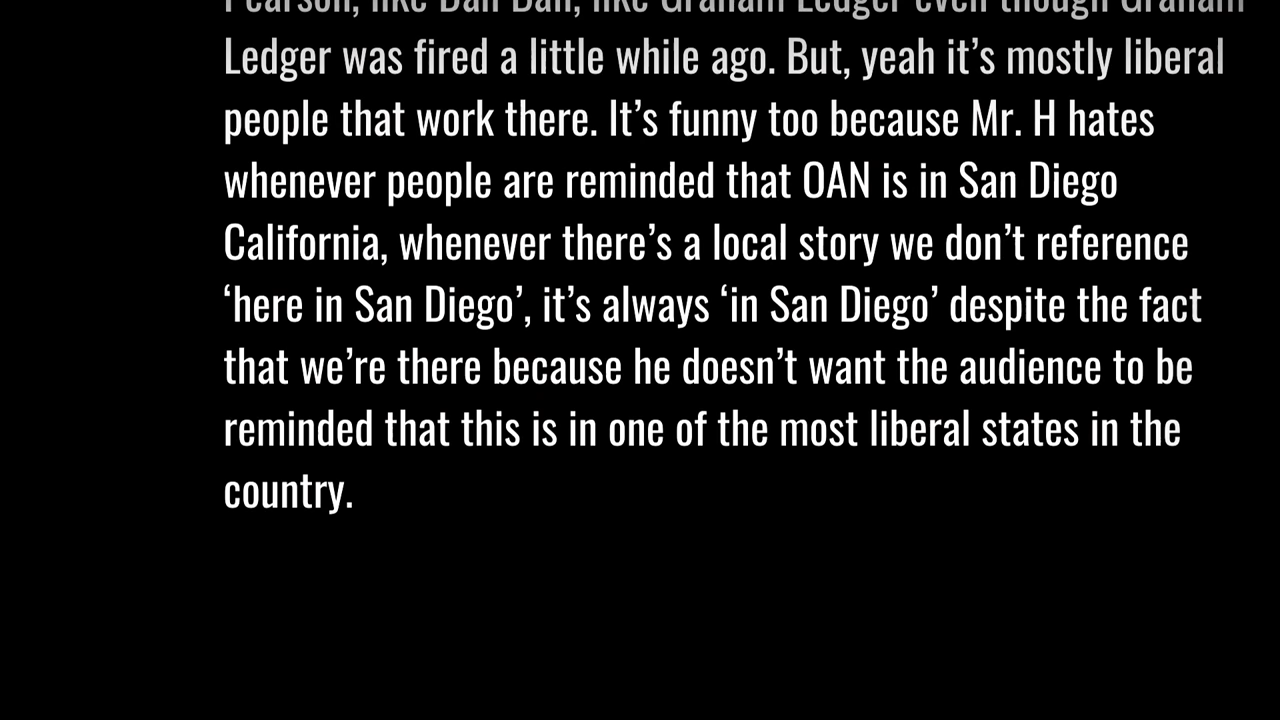 Pearson, like Dan Ball, like Graham Ledger even though Graham
Ledger was fired a little while ago. But, yeah it’s mostly liberal
people that work there. It’s funny too because Mr. H hates
whenever people are reminded that OAN is in San Diego
California, whenever there’s a local story we don’t reference
‘here in San Diego’, it’s always ‘in San Diego’ despite the fact
that we’re there because he doesn’t want the audience to be
reminded that this is in one of the most liberal states in the
country.